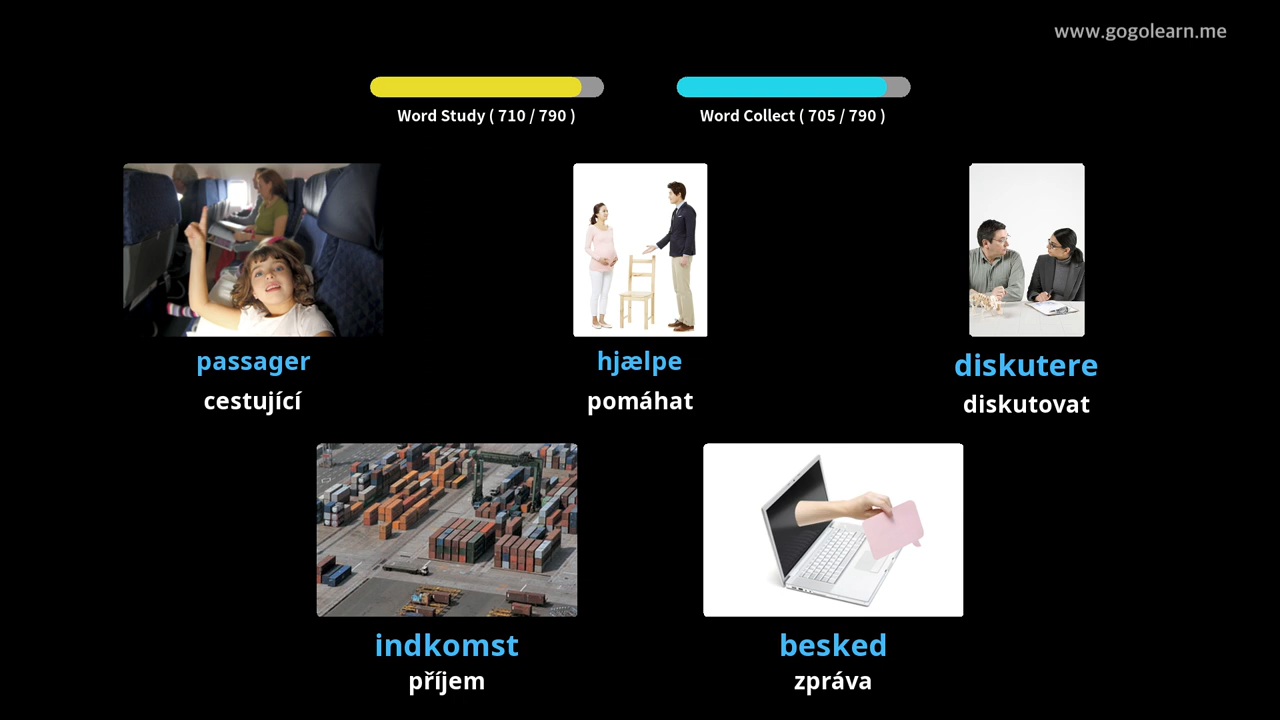 www.gogolearn.me
Word Study ( 710 / 790 )
Word Collect ( 705 / 790 )
passager
cestující
hjælpe
pomáhat
diskutere
diskutovat
indkomst
příjem
besked
zpráva